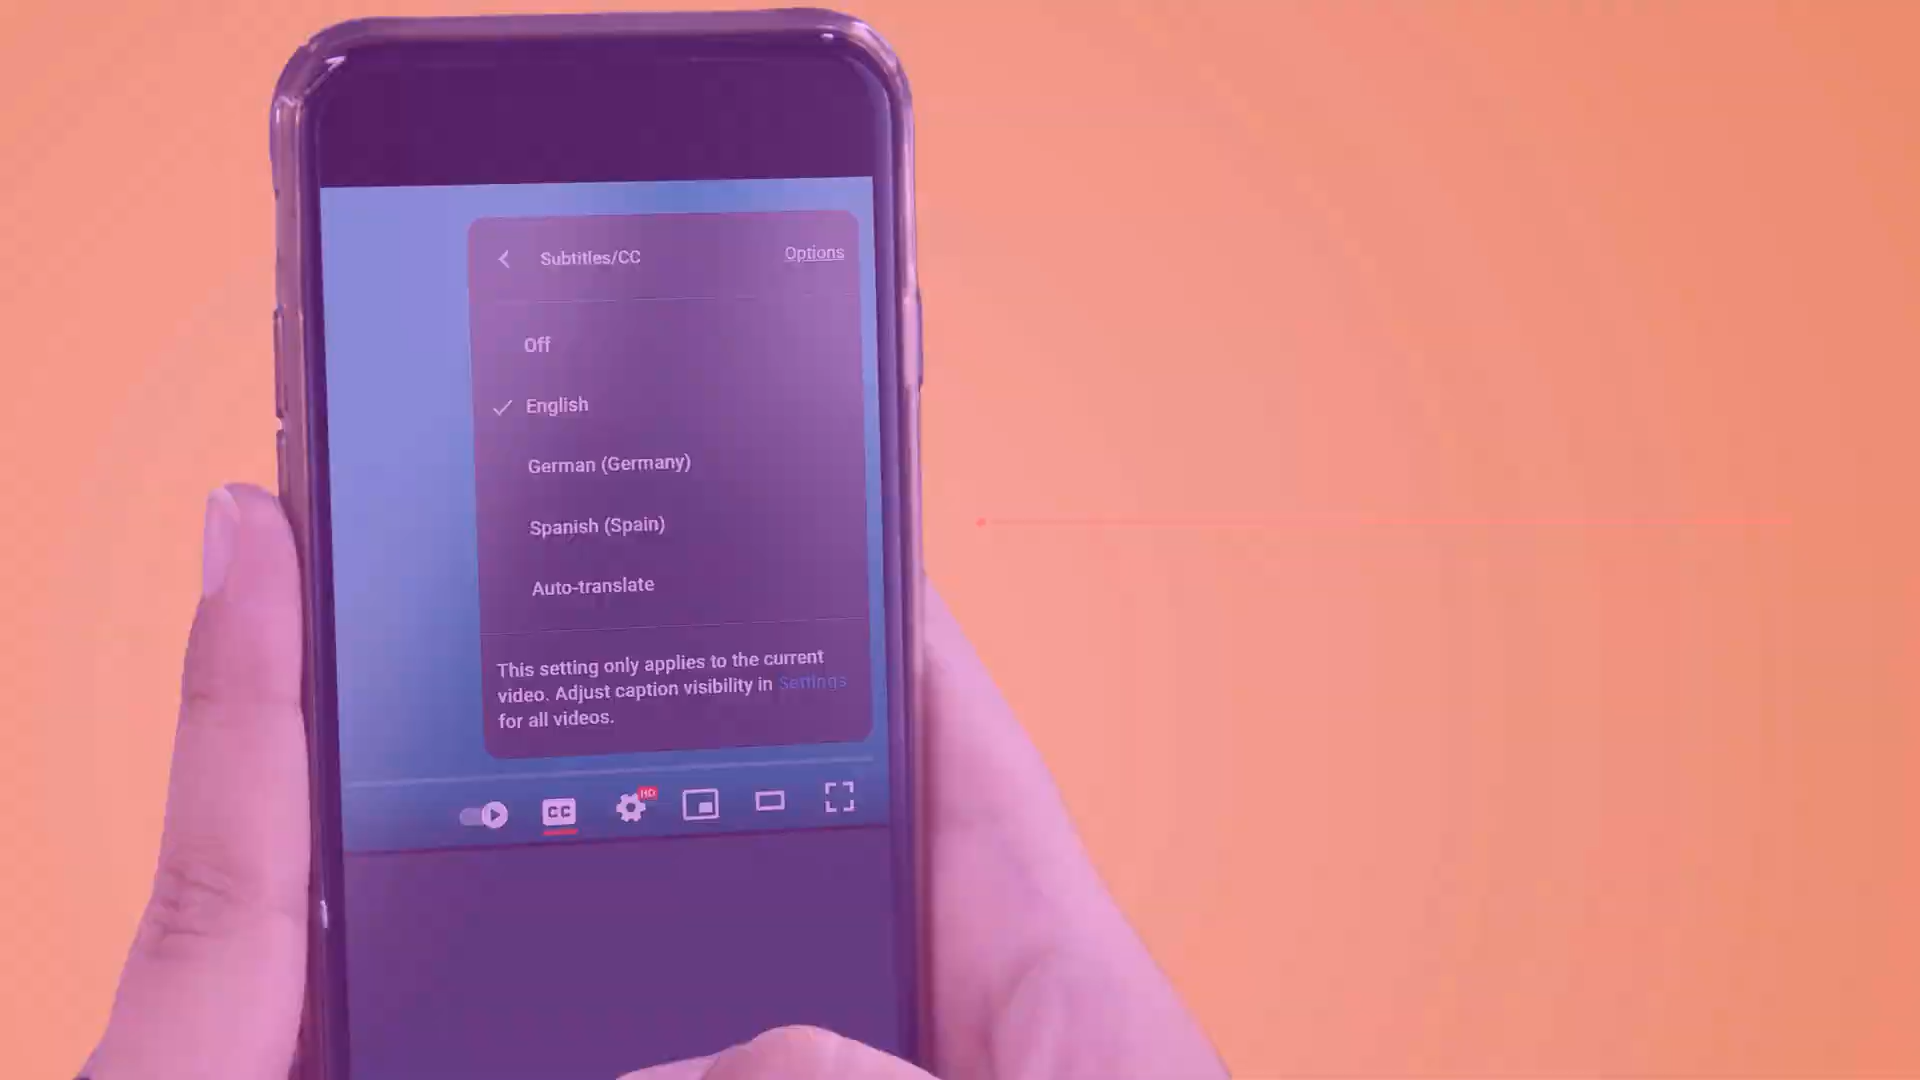 Subtitles/CC
Options
Off
English
German (Germany)
Spanish (Spain)
Auto-translate
This setting only applies to the current
video. Adjust caption visibility in Settings
for all videos.
CC
HD